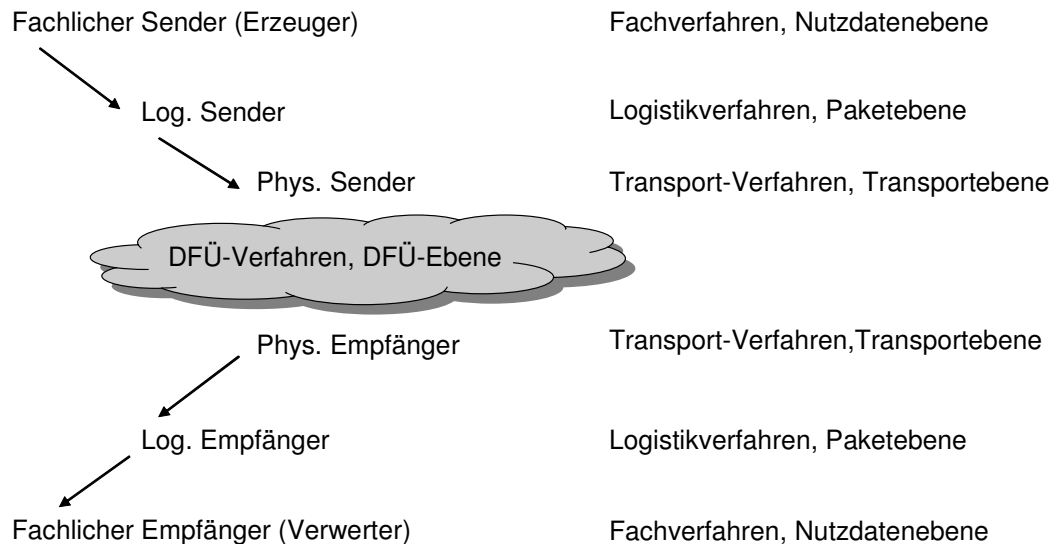 Fachlicher Sender (Erzeuger) Fachverfahren, Nutzdatenebene
Log. Sender Logistikverfahren, Paketebene
Phys. Sender Transport-Verfahren, Transportebene
DFÜ-Verfahren, DFÜ-Ebene
Phys. Empfänger Transport-Verfahren,Transportebene
Log. Empfänger Logistikverfahren, Paketebene
Fachlicher Empfänger (Verwerter) Fachverfahren, Nutzdatenebene